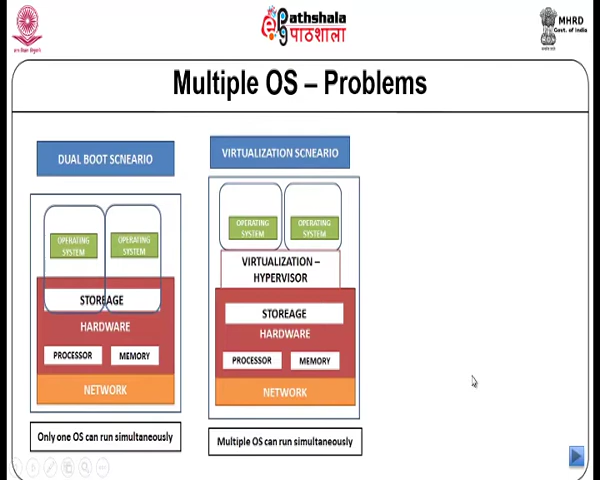 ePathshala
पाठशाला
MHRD
Govt. of India
Multiple OS – Problems
DUAL BOOT SCNEARIO
OPERATING
SYSTEM
OPERATING
SYSTEM
STOREAGE
HARDWARE
PROCESSOR
MEMORY
NETWORK
Only one OS can run simultaneously
VIRTUALIZATION SCNEARIO
OPERATING
SYSTEM
OPERATING
SYSTEM
VIRTUALIZATION –
HYPERVISOR
STOREAGE
HARDWARE
PROCESSOR
MEMORY
NETWORK
Multiple OS can run simultaneously